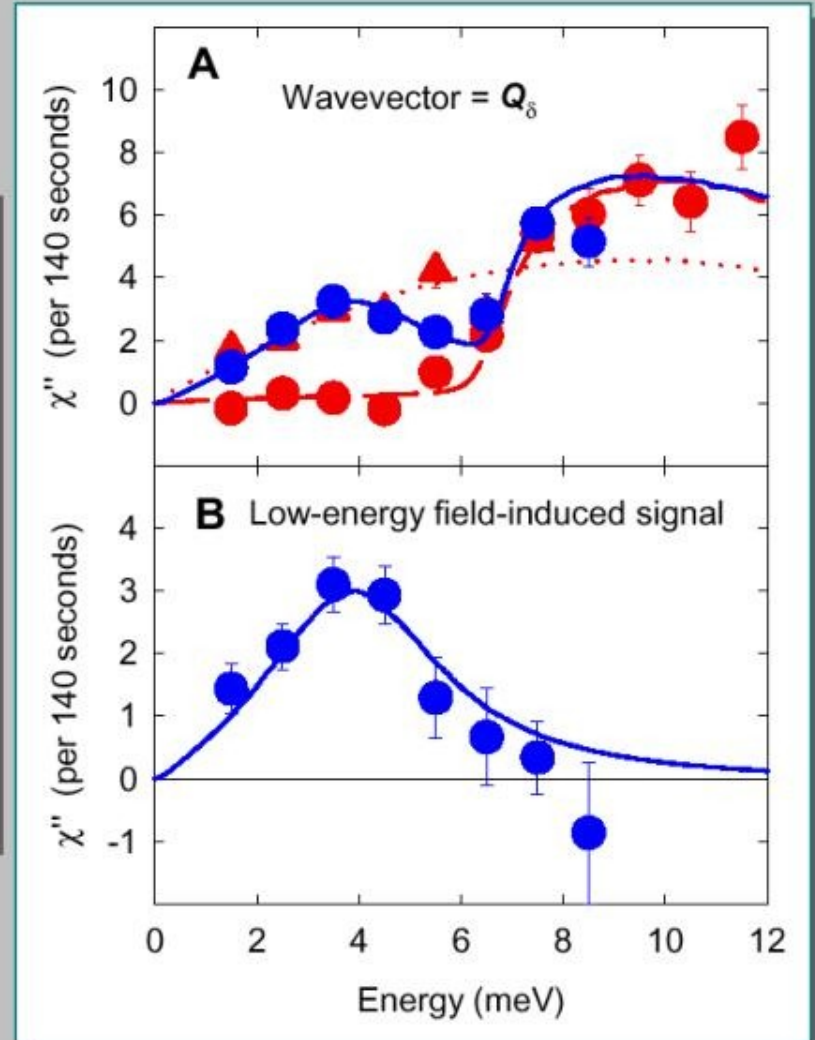 A
Wavevector = Qδ
χ'' (per 140 seconds)
10
8
6
4
2
0
B Low-energy field-induced signal
χ'' (per 140 seconds)
4
3
2
1
0
-1
0 2 4 6 8 10 12
Energy (meV)